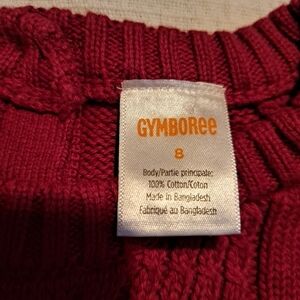 GYMBOREE
8
Body/Partie principale:
100% Cotton/Coton
Made in Bangladesh
Fabriqué au Bangladesh